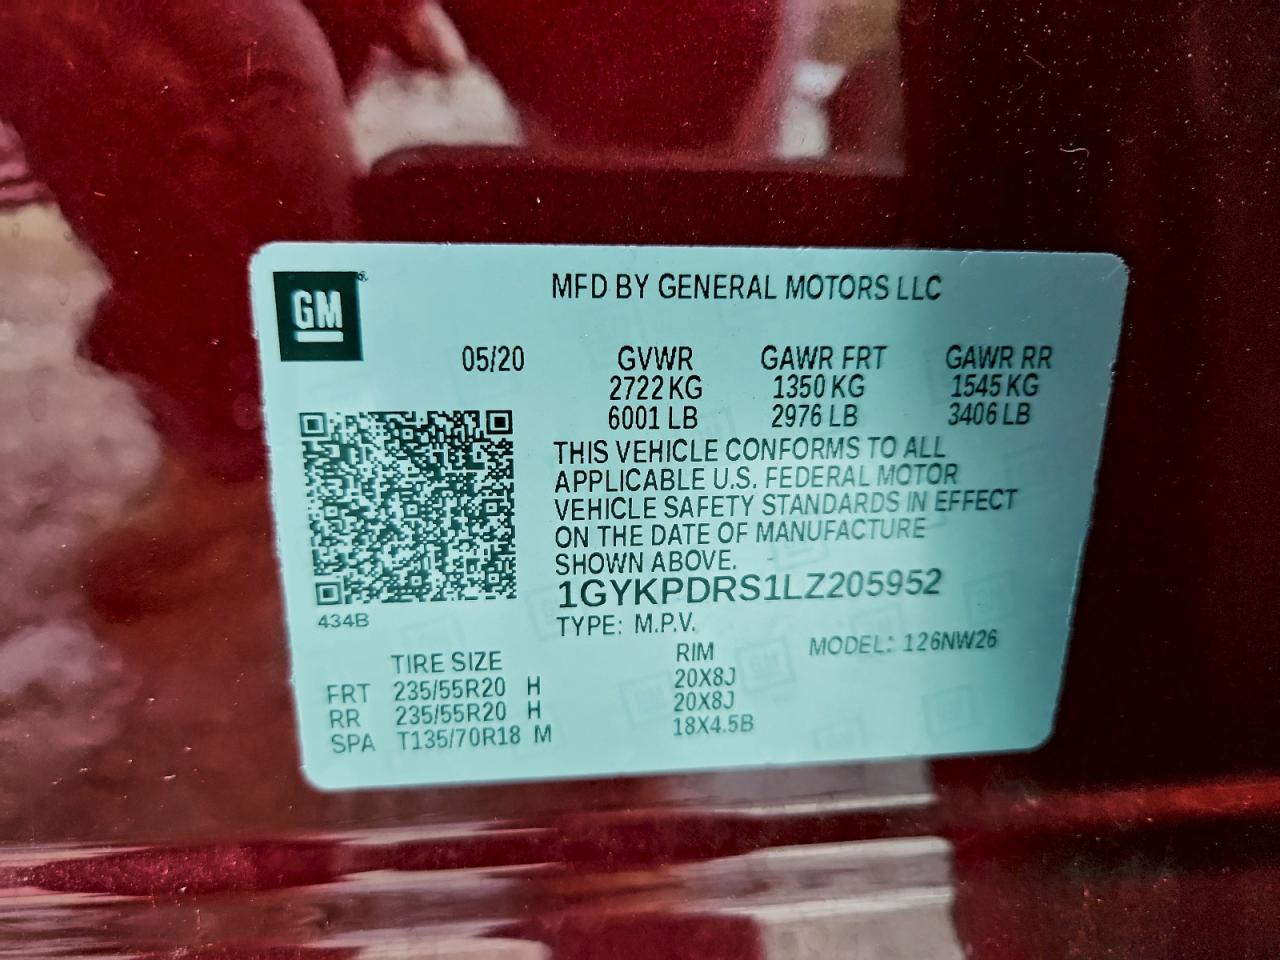 GM®
MFD BY GENERAL MOTORS LLC
05/20 GVWR GAWR FRT GAWR RR
2722 KG 1350 KG 1545 KG
6001 LB 2976 LB 3406 LB
THIS VEHICLE CONFORMS TO ALL
APPLICABLE U.S. FEDERAL MOTOR
VEHICLE SAFETY STANDARDS IN EFFECT
ON THE DATE OF MANUFACTURE
SHOWN ABOVE.
1GYKPDRS1LZ205952
434B
TYPE: M.P.V. MODEL: 126NW26
TIRE SIZE RIM
FRT 235/55R20 H 20X8J
RR 235/55R20 H 20X8J
SPA T135/70R18 M 18X4.5B